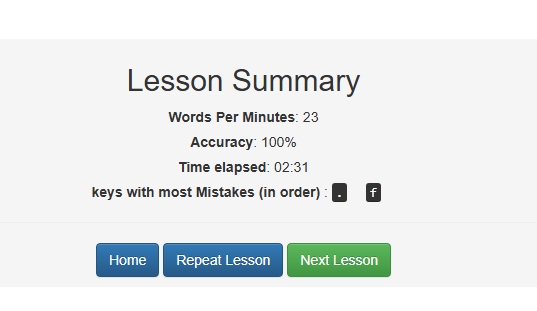 Lesson Summary
Words Per Minutes: 23
Accuracy: 100%
Time elapsed: 02:31
keys with most Mistakes (in order) : . f
Home Repeat Lesson Next Lesson